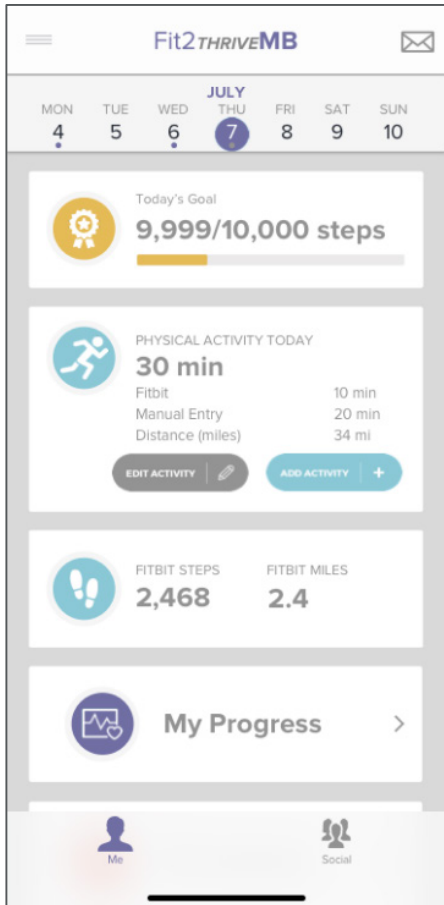 Fit2THRIVEMB
JULY
MON TUE WED THU FRI SAT SUN
4 5 6 7 8 9 10
Today's Goal
9,999/10,000 steps
PHYSICAL ACTIVITY TODAY
30 min
Fitbit 10 min
Manual Entry 20 min
Distance (miles) 34 mi
EDIT ACTIVITY ADD ACTIVITY +
FITBIT STEPS FITBIT MILES
2,468 2.4
My Progress >
Me Social